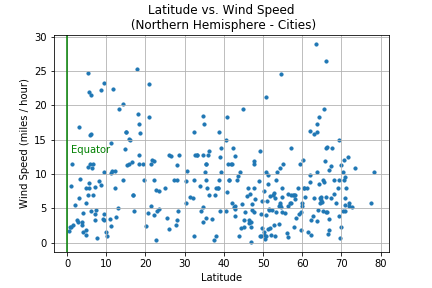 Latitude vs. Wind Speed
(Northern Hemisphere - Cities)
30
25
20
15
10
5
0
Wind Speed (miles / hour)
Equator
0 10 20 30 40 50 60 70 80
Latitude